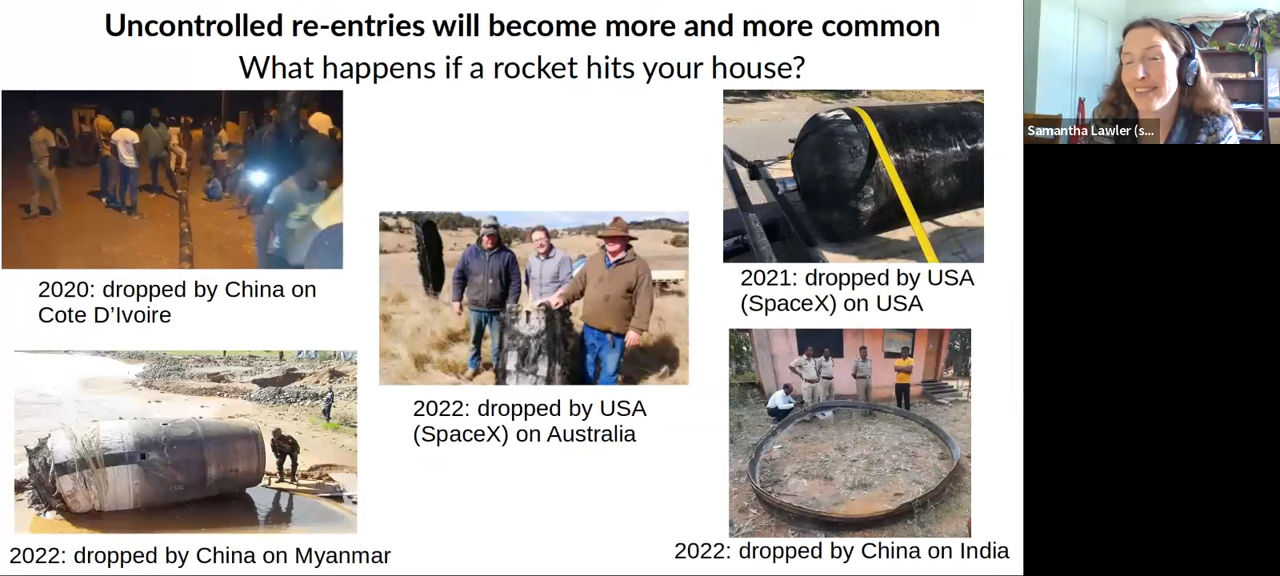 Uncontrolled re-entries will become more and more common
What happens if a rocket hits your house?
Samantha Lawler (s...
2020: dropped by China on
Cote D’Ivoire
2022: dropped by USA
(SpaceX) on Australia
2021: dropped by USA
(SpaceX) on USA
2022: dropped by China on Myanmar
2022: dropped by China on India